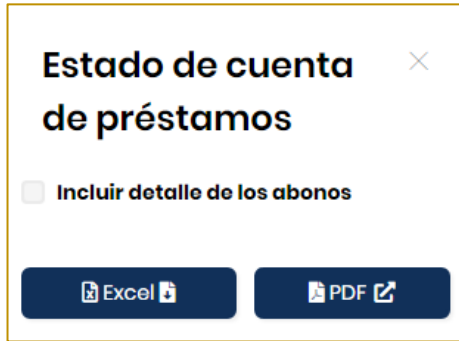 Estado de cuenta
de préstamos
Incluir detalle de los abonos
Excel
PDF